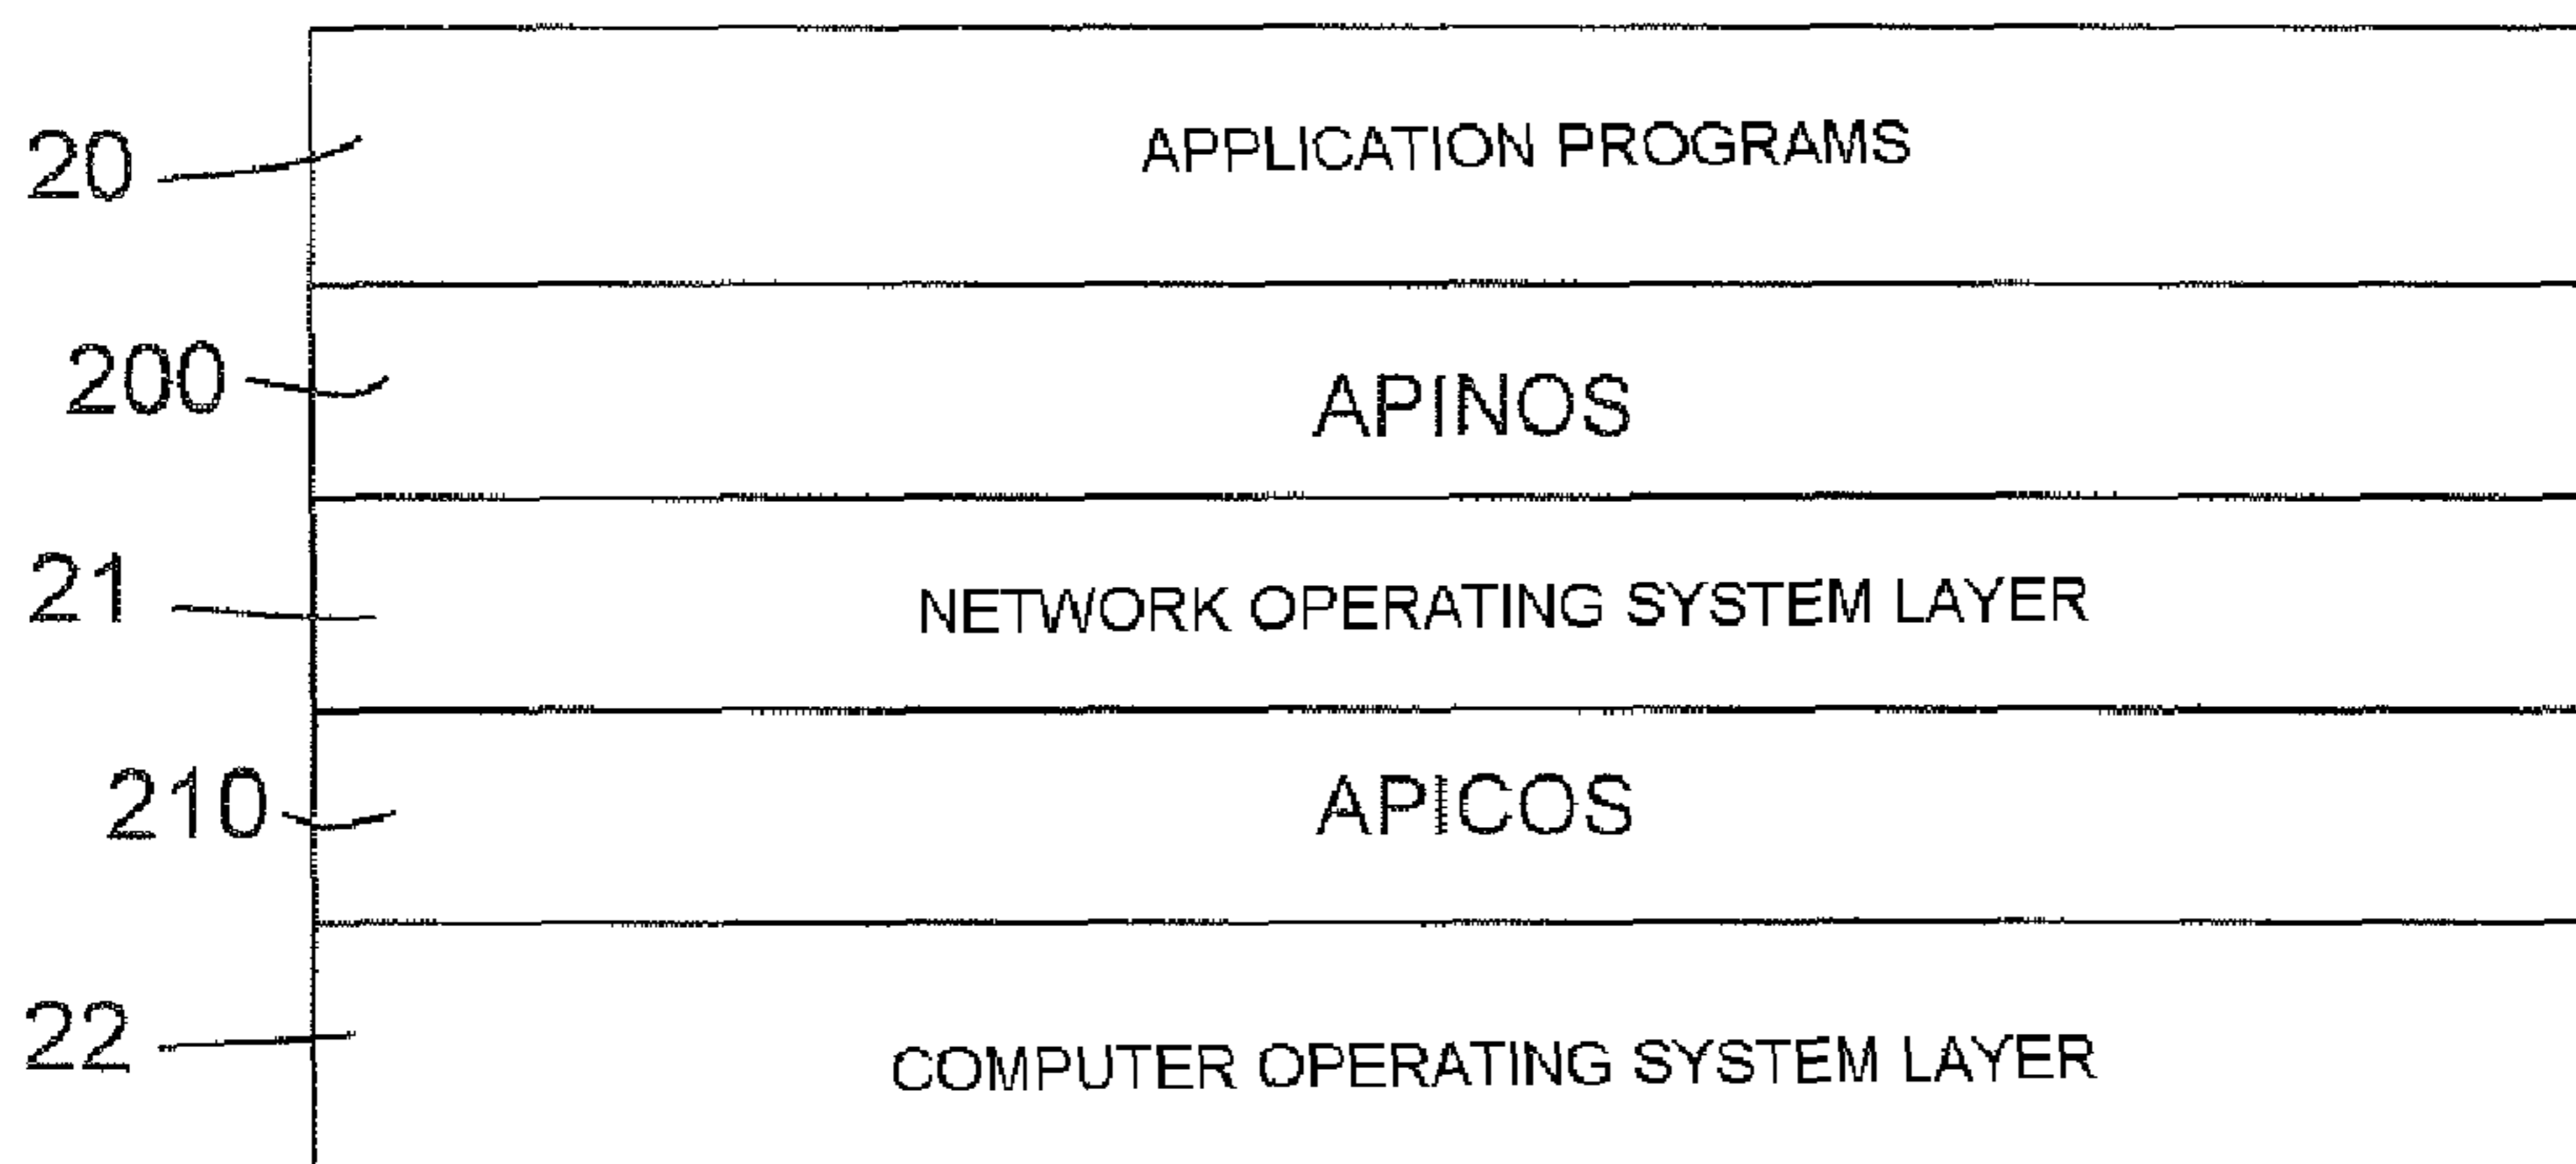 20 APPLICATION PROGRAMS
200 APINOS
21 NETWORK OPERATING SYSTEM LAYER
210 APICOS
22 COMPUTER OPERATING SYSTEM LAYER